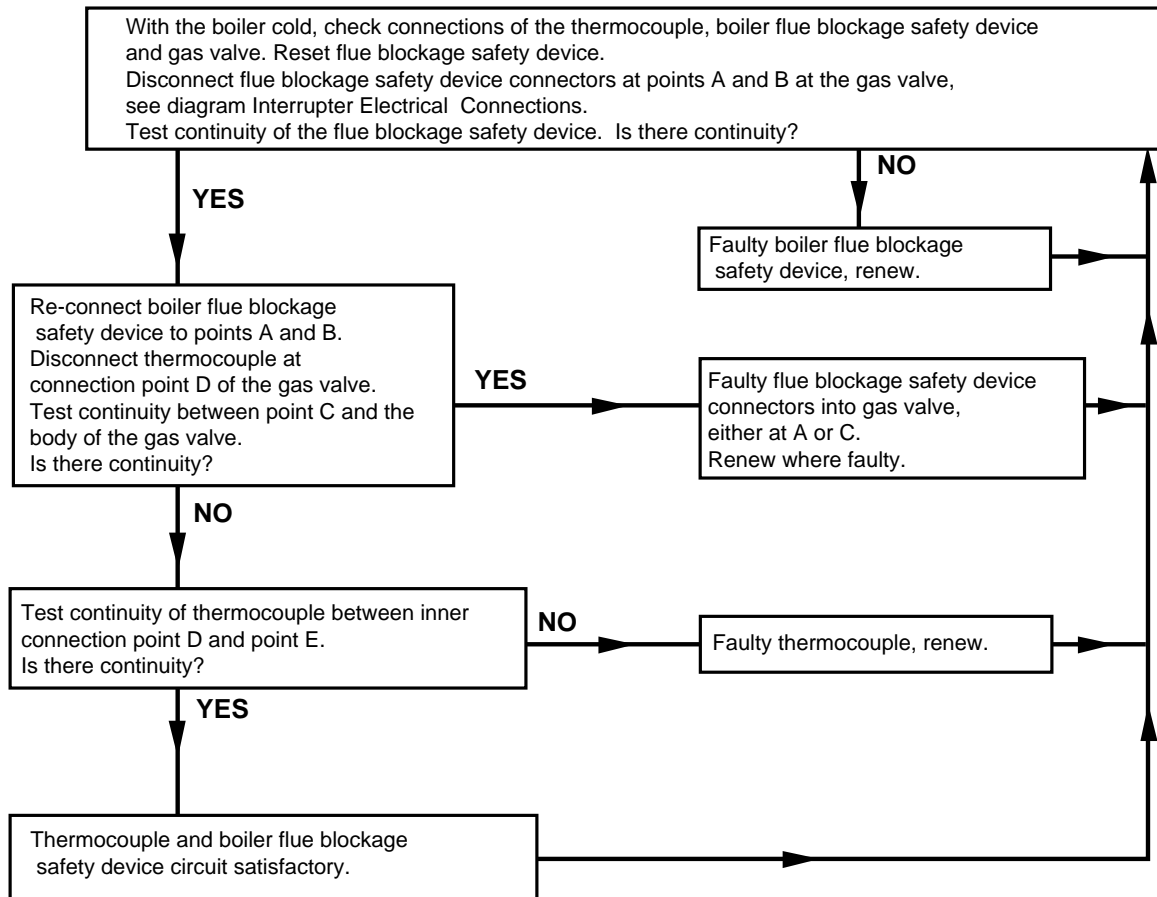 With the boiler cold, check connections of the thermocouple, boiler flue blockage safety device
and gas valve. Reset flue blockage safety device.
Disconnect flue blockage safety device connectors at points A and B at the gas valve,
see diagram Interrupter Electrical Connections.
Test continuity of the flue blockage safety device. Is there continuity?
NO
YES
Faulty boiler flue blockage
safety device, renew.
Re-connect boiler flue blockage
safety device to points A and B.
Disconnect thermocouple at
connection point D of the gas valve.
Test continuity between point C and the
body of the gas valve.
Is there continuity?
YES
Faulty flue blockage safety device
connectors into gas valve,
either at A or C.
Renew where faulty.
NO
Test continuity of thermocouple between inner
connection point D and point E.
Is there continuity?
NO
Faulty thermocouple, renew.
YES
Thermocouple and boiler flue blockage
safety device circuit satisfactory.